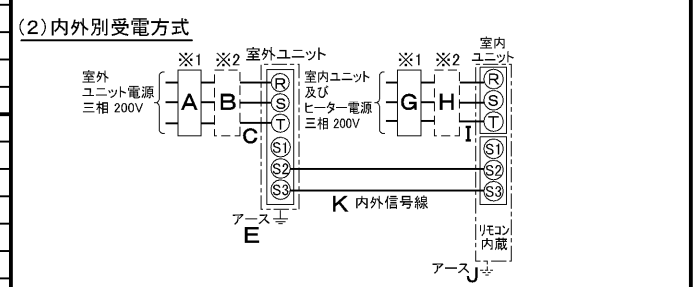 (2)内外別受電方式
※1 ※2 室外ユニット
室外
ユニット電源
三相 200V
A
B
C
R
S
T
S1
S2
S3
アース
E
※1 ※2
室内
ユニット
室内ユニット
及び
ヒーター電源
三相 200V
G
H
I
R
S
T
S1
S2
S3
K 内外信号線
リモコン
内蔵
アース J